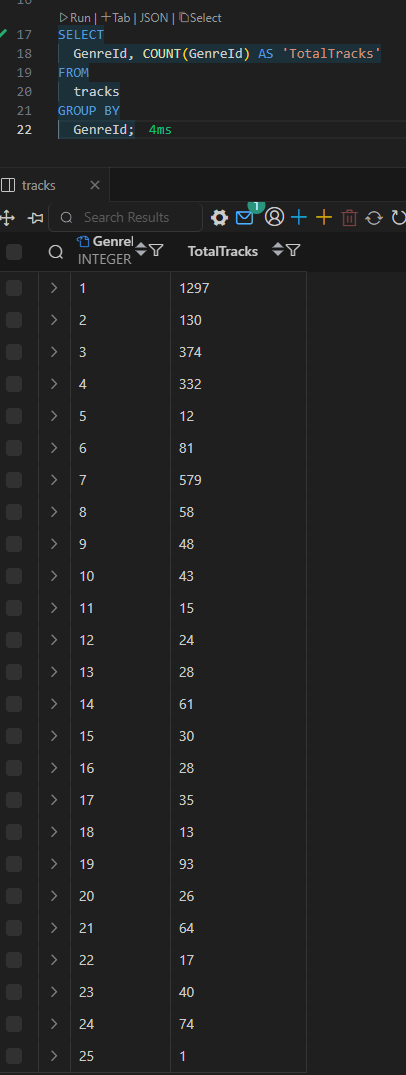 Run | Tab | JSON | Select
17 SELECT
18 GenreId, COUNT(GenreId) AS 'TotalTracks'
19 FROM
20 tracks
21 GROUP BY
22 GenreId; 4ms
tracks
Search Results 1
GenreI TotalTracks
INTEGER
1 1297
2 130
3 374
4 332
5 12
6 81
7 579
8 58
9 48
10 43
11 15
12 24
13 28
14 61
15 30
16 28
17 35
18 13
19 93
20 26
21 64
22 17
23 40
24 74
25 1